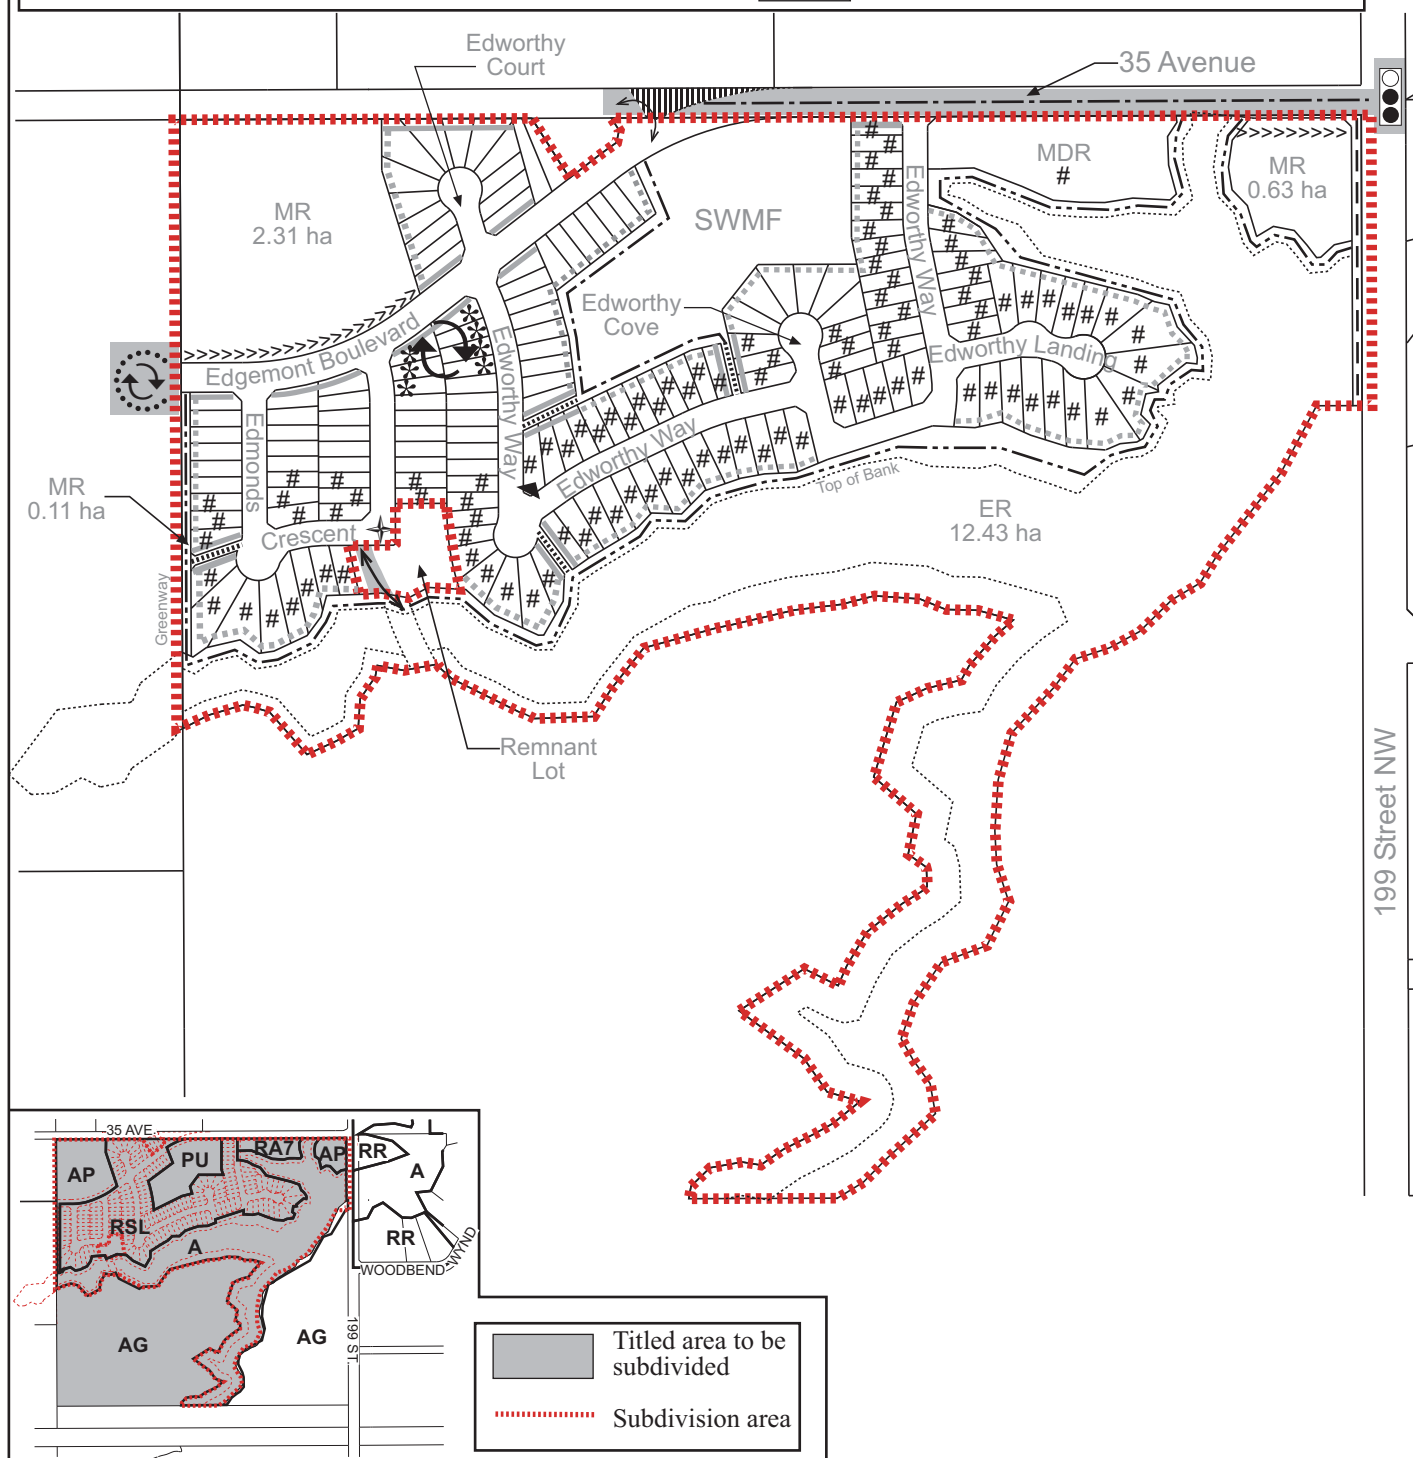 Edworthy
Court
35 Avenue
MDR
#
MR
0.63 ha
MR
2.31 ha
SWMF
Edworthy Way
Edworthy
Cove
Edgemont Boulevard
Edworthy Way
Edworthy Landing
Edmonds
Edworthy Way
Top of Bank
MR
0.11 ha
Crescent
ER
12.43 ha
Greenway
Remnant
Lot
199 Street NW
35 AVE
AP
PU
RA7
AP
RR
A
RSL
A
RR
WYND
WOODBEND
AG
AG
199 ST
Titled area to be
subdivided
Subdivision area